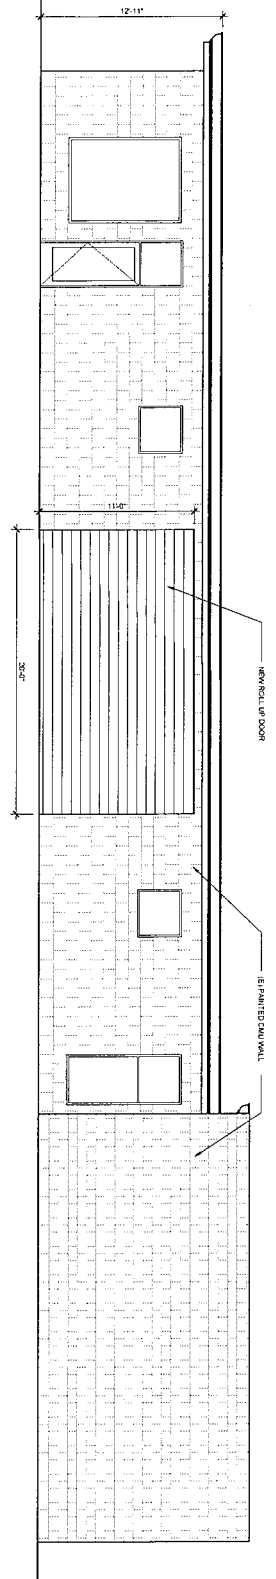 12'-11"
11'-0"
20'-0"
NEW ROLL UP DOOR
(E) PAINTED CMU WALL